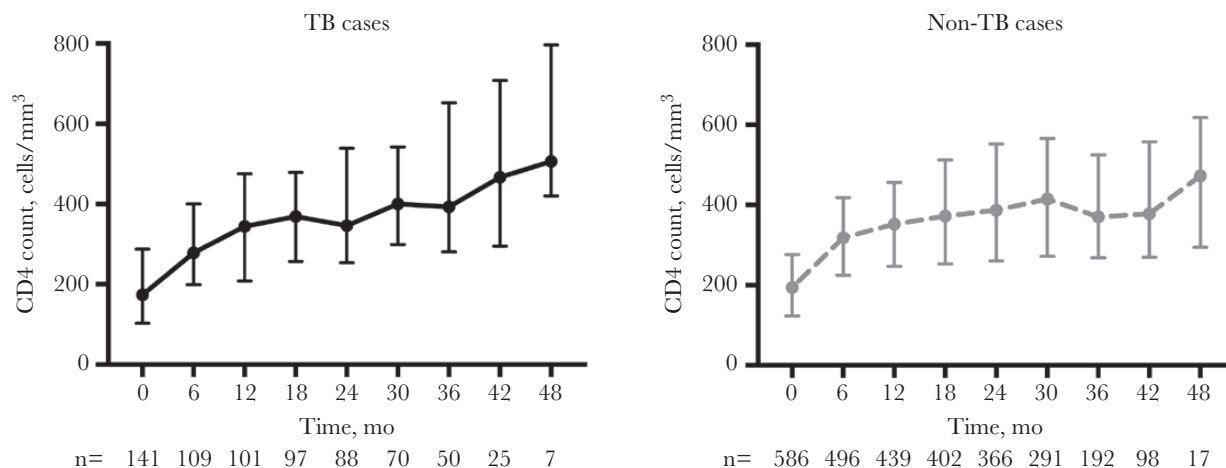 TB cases
CD4 count, cells/mm³
800
600
400
200
0
0 6 12 18 24 30 36 42 48
Time, mo
n= 141 109 101 97 88 70 50 25 7
Non-TB cases
CD4 count, cells/mm³
800
600
400
200
0
0 6 12 18 24 30 36 42 48
Time, mo
n= 586 496 439 402 366 291 192 98 17